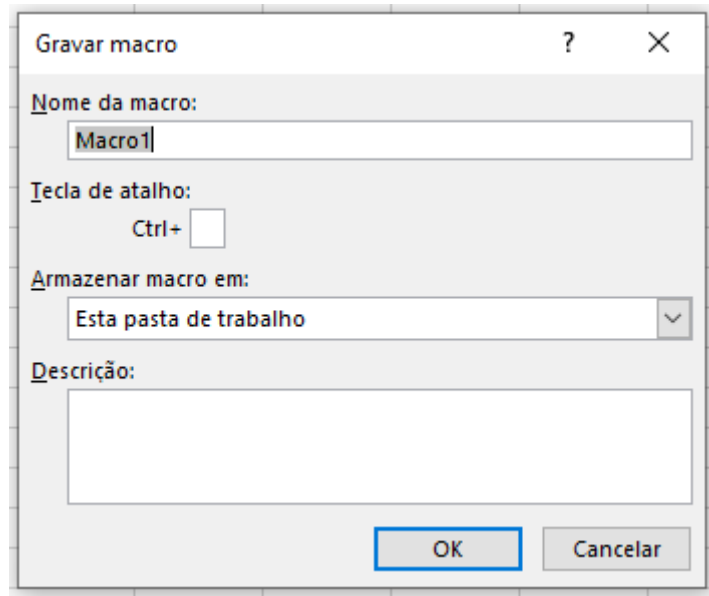 Gravar macro ?
Nome da macro:
Macro1
Tecla de atalho:
Ctrl+
Armazenar macro em:
Esta pasta de trabalho
Descrição:
OK Cancelar